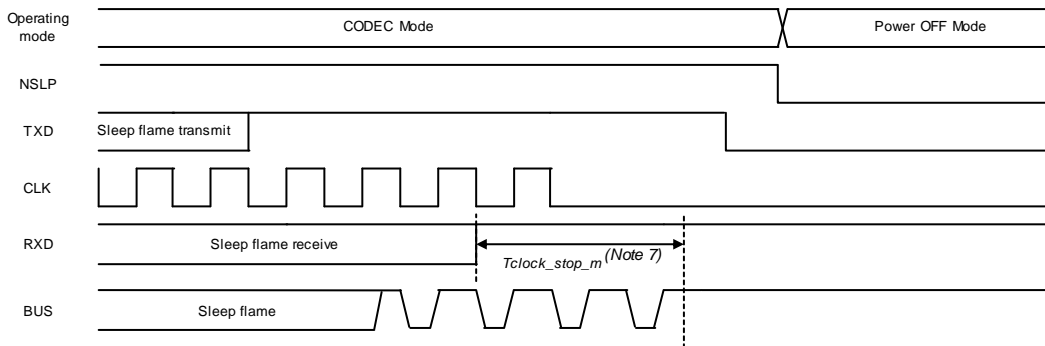 Operating
mode
CODEC Mode
Power OFF Mode
NSLP
TXD
Sleep flame transmit
CLK
RXD
Sleep flame receive
Tclock_stop_m (Note 7)
BUS
Sleep flame